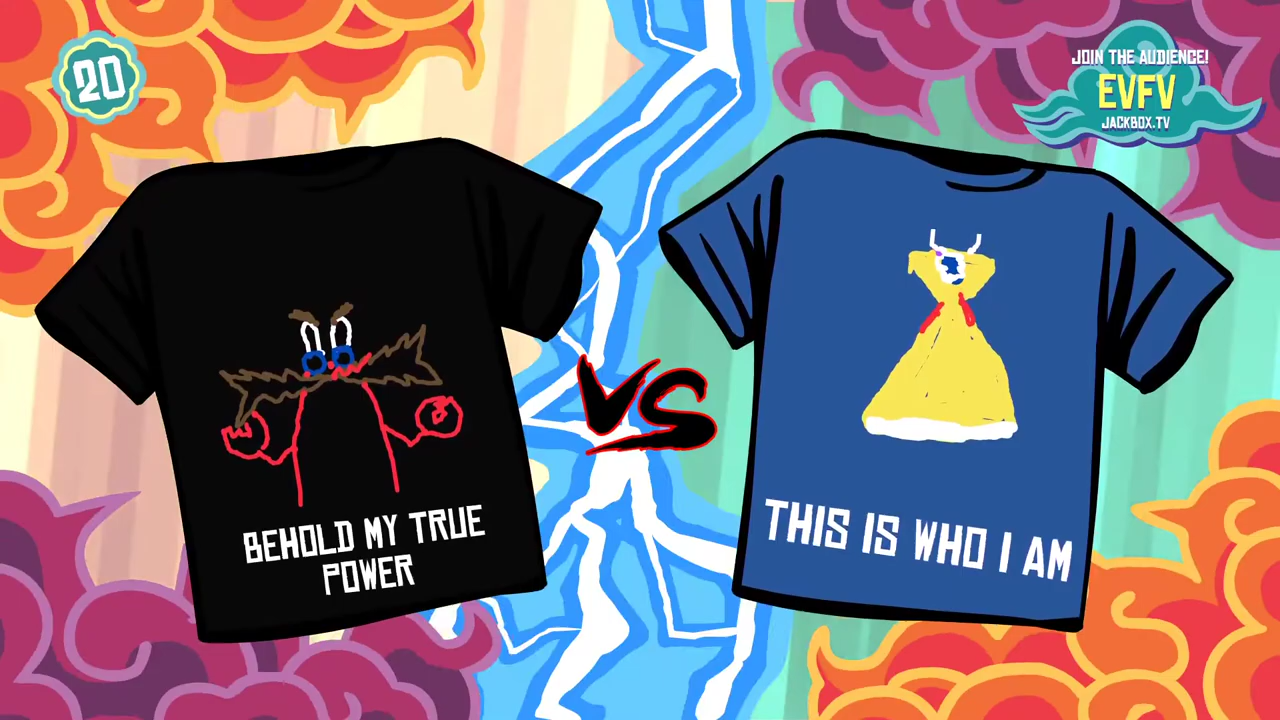 20
JOIN THE AUDIENCE!
EVFV
JACKBOX.TV
VS
BEHOLD MY TRUE
POWER
THIS IS WHO I AM